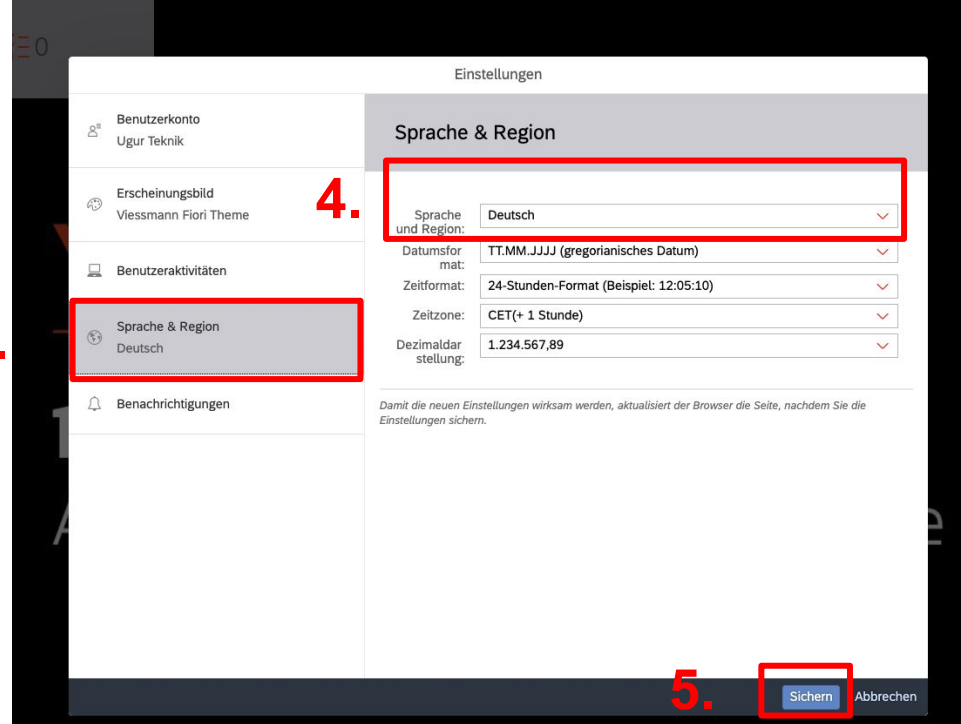 0
Einstellungen
Benutzerkonto
Ugur Teknik
Erscheinungsbild
Viessmann Fiori Theme
Benutzeraktivitäten
Sprache & Region
Deutsch
Benachrichtigungen
Sprache & Region
4.
Sprache
und Region:
Deutsch
Datumsfor
mat:
TT.MM.JJJJ (gregorianisches Datum)
Zeitformat:
24-Stunden-Format (Beispiel: 12:05:10)
Zeitzone:
CET(+ 1 Stunde)
Dezimaldar
stellung:
1.234.567,89
Damit die neuen Einstellungen wirksam werden, aktualisiert der Browser die Seite, nachdem Sie die
Einstellungen sichern.
5.
Sichern
Abbrechen